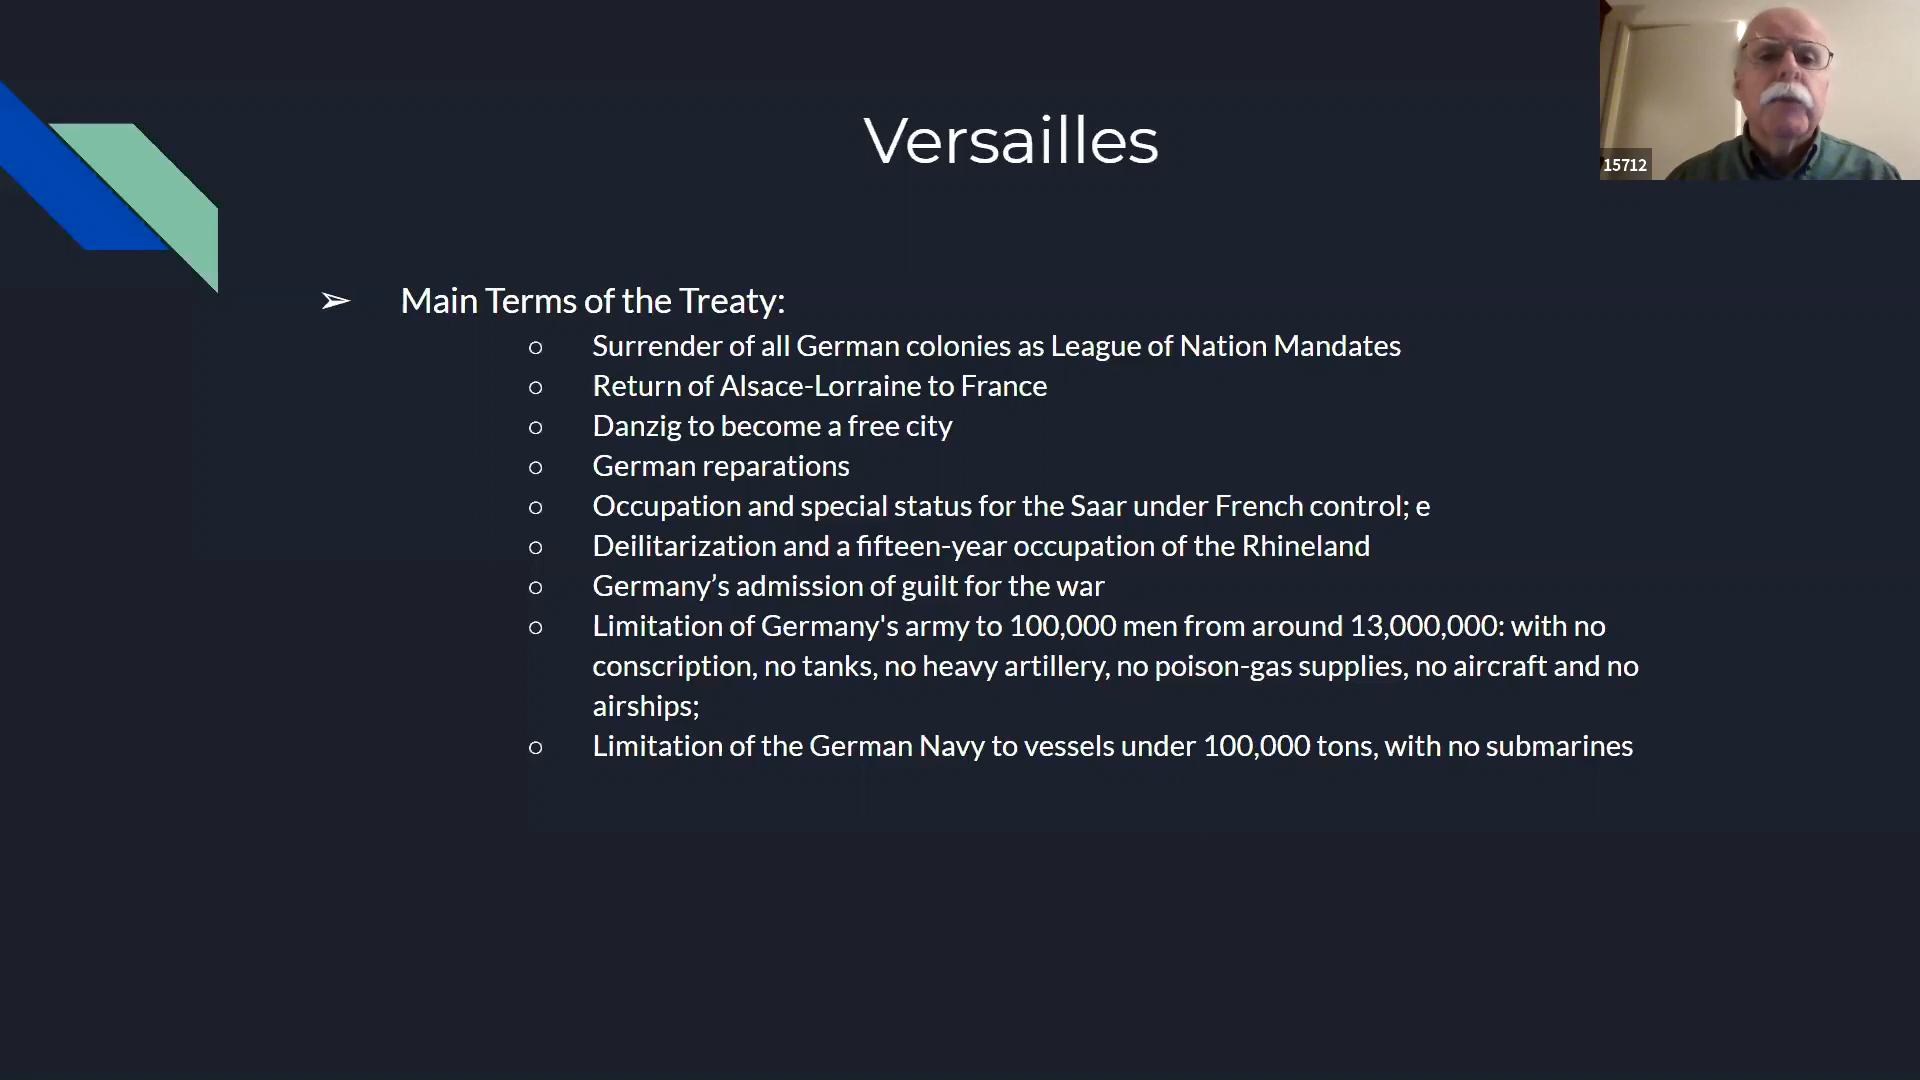 Versailles
15712
➢ Main Terms of the Treaty:
○ Surrender of all German colonies as League of Nation Mandates
○ Return of Alsace-Lorraine to France
○ Danzig to become a free city
○ German reparations
○ Occupation and special status for the Saar under French control; e
○ Deilitarization and a fifteen-year occupation of the Rhineland
○ Germany’s admission of guilt for the war
○ Limitation of Germany's army to 100,000 men from around 13,000,000: with no
conscription, no tanks, no heavy artillery, no poison-gas supplies, no aircraft and no
airships;
○ Limitation of the German Navy to vessels under 100,000 tons, with no submarines